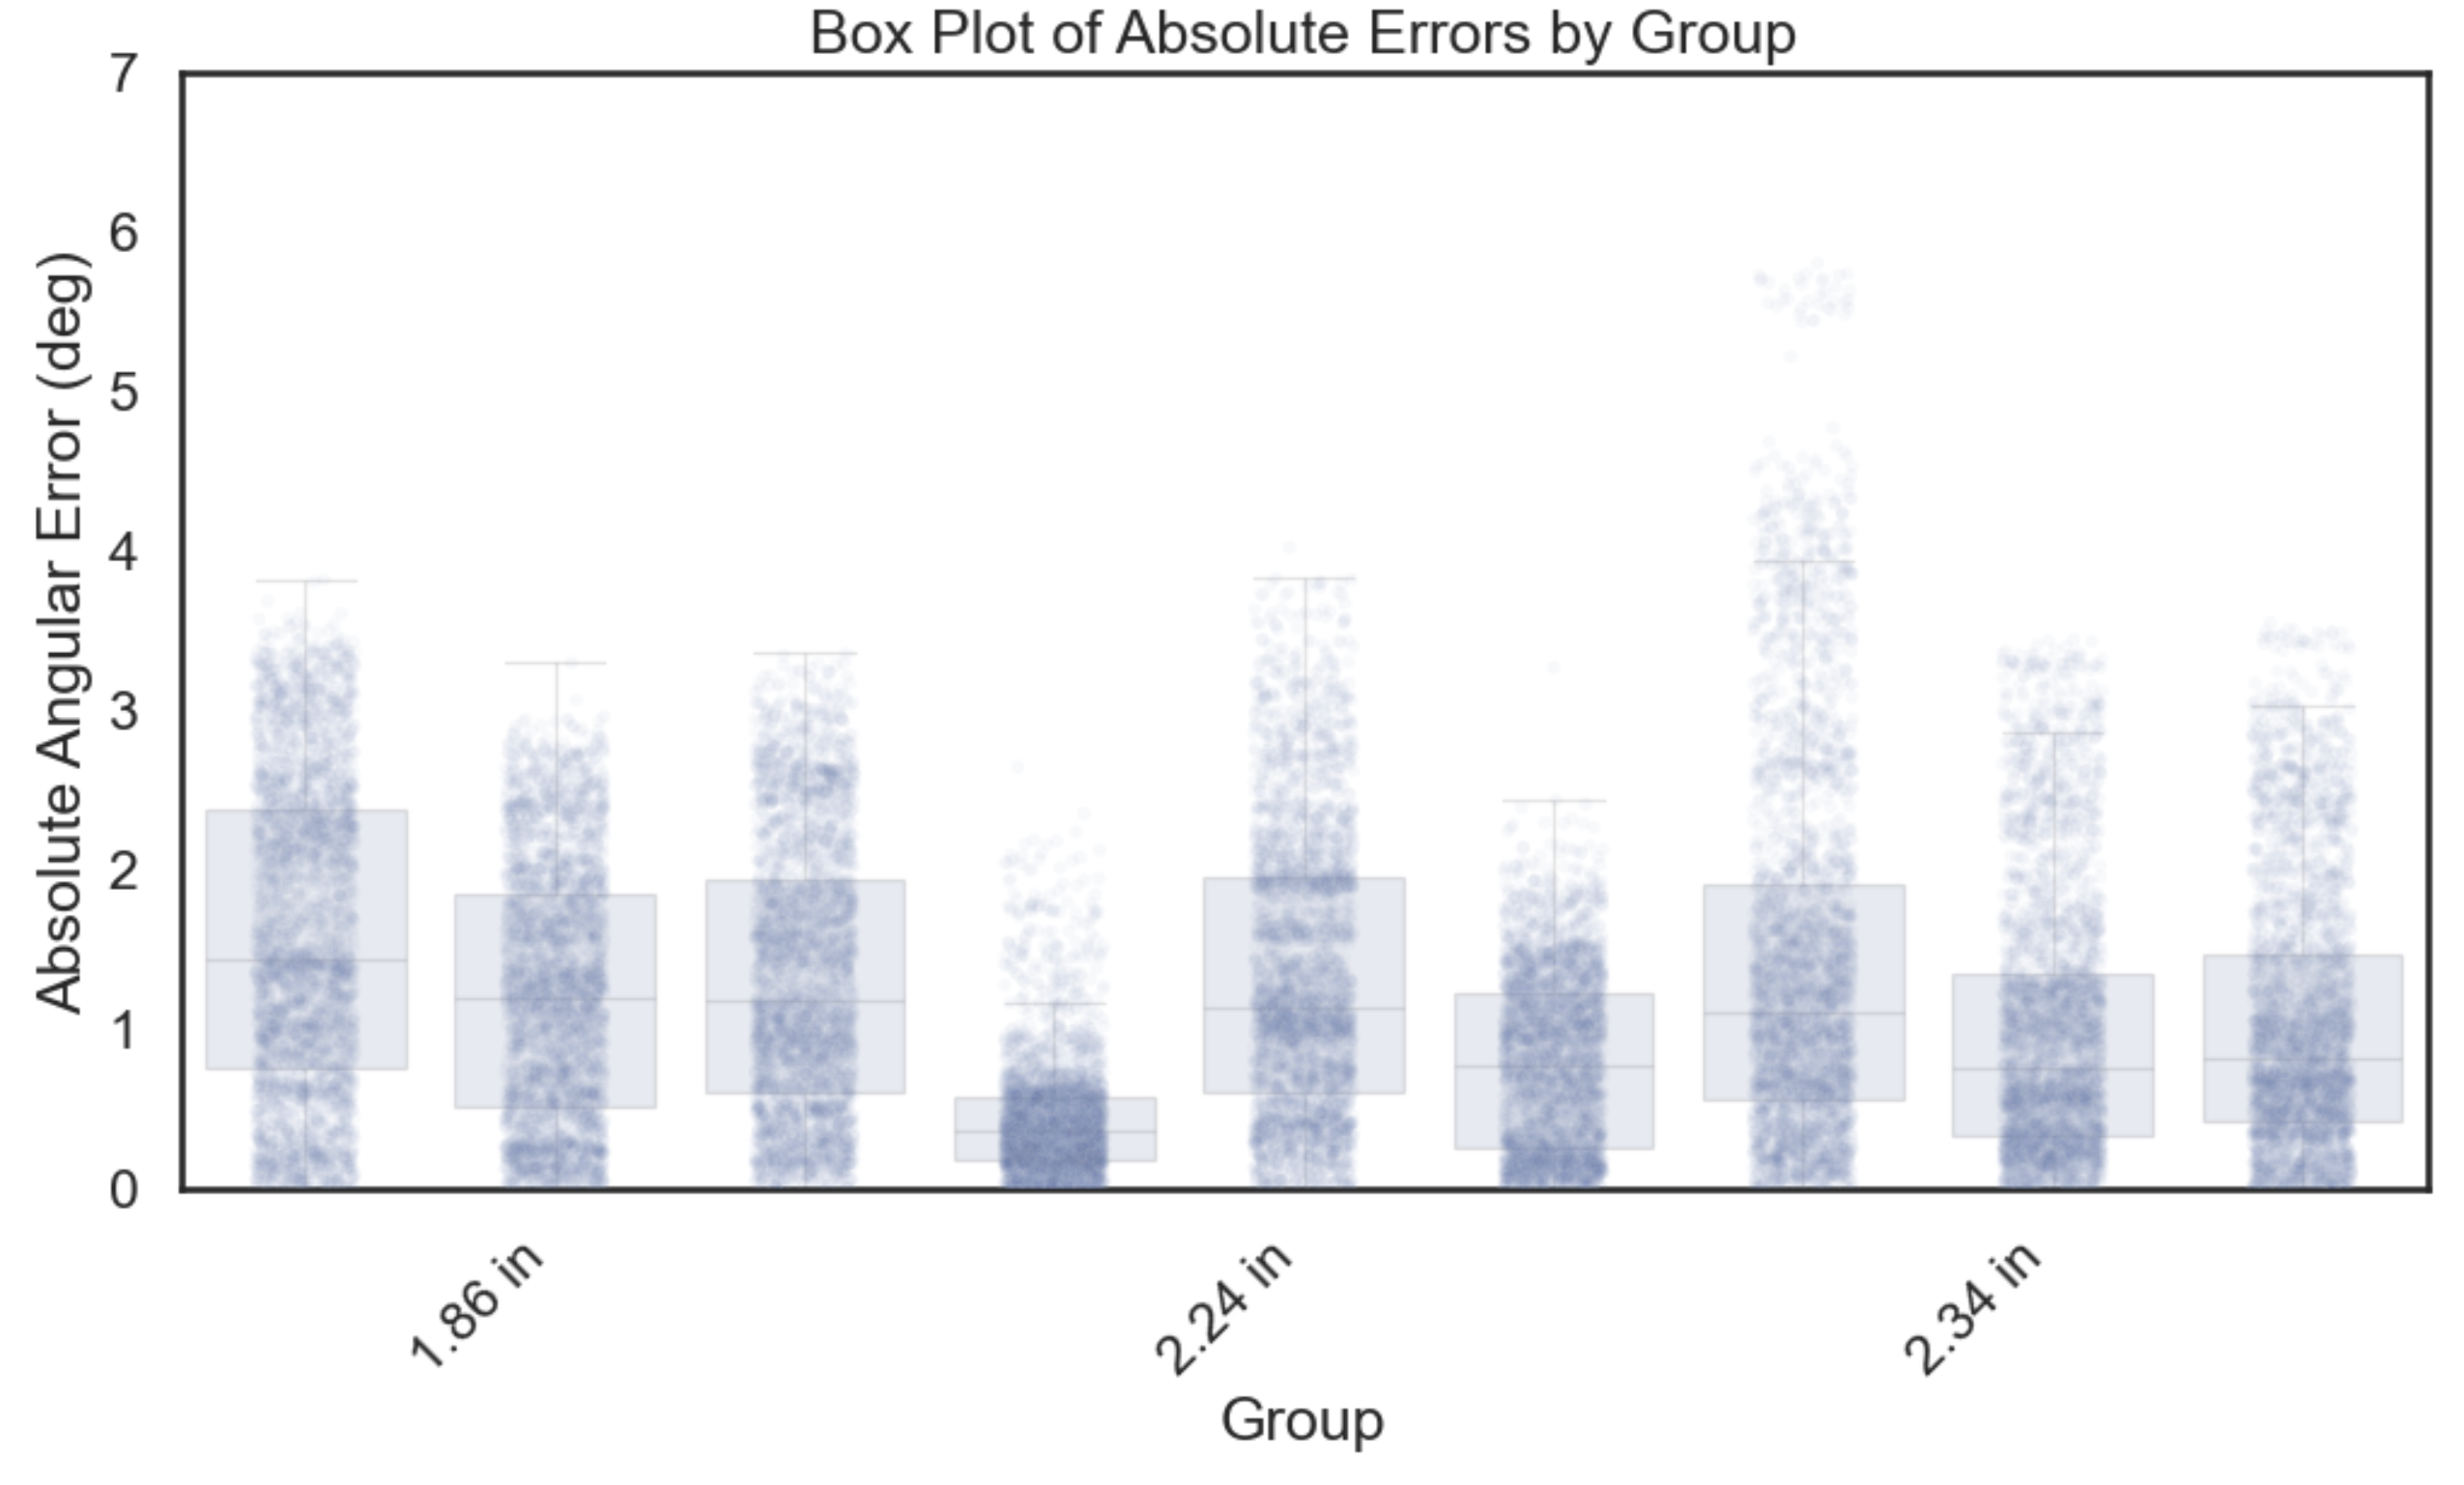 Box Plot of Absolute Errors by Group
Absolute Angular Error (deg)
7
6
5
4
3
2
1
0
1.86 in
2.24 in
2.34 in
Group